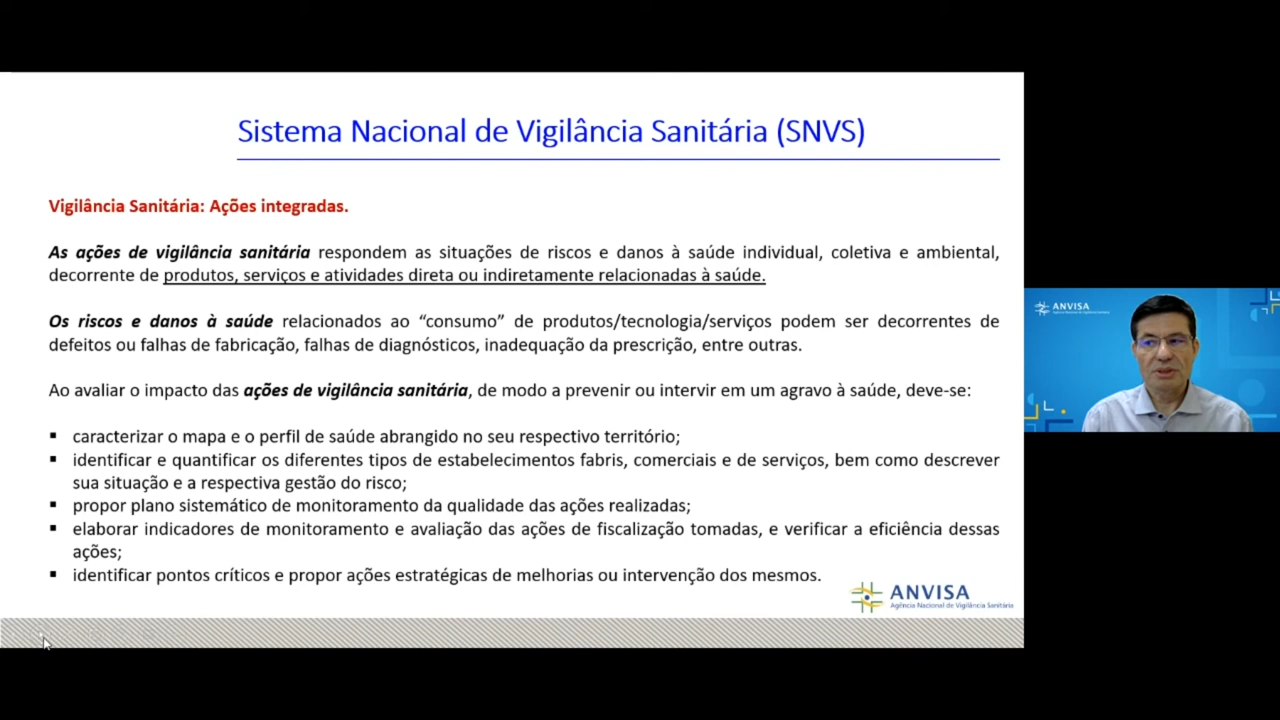 Sistema Nacional de Vigilância Sanitária (SNVS)
Vigilância Sanitária: Ações integradas.
As ações de vigilância sanitária respondem as situações de riscos e danos à saúde individual, coletiva e ambiental,
decorrente de produtos, serviços e atividades direta ou indiretamente relacionadas à saúde.
Os riscos e danos à saúde relacionados ao “consumo” de produtos/tecnologia/serviços podem ser decorrentes de
defeitos ou falhas de fabricação, falhas de diagnóstico, inadequação da prescrição, entre outras.
Ao avaliar o impacto das ações de vigilância sanitária, de modo a prevenir ou intervir em um agravo à saúde, deve-se:
▪ caracterizar o mapa e o perfil de saúde abrangido no seu respectivo território;
▪ identificar e quantificar os diferentes tipos de estabelecimentos fabris, comerciais e de serviços, bem como descrever
sua situação e a respectiva gestão do risco;
▪ propor plano sistemático de monitoramento da qualidade das ações realizadas;
▪ elaborar indicadores de monitoramento e avaliação das ações de fiscalização tomadas, e verificar a eficiência dessas
ações;
▪ identificar pontos críticos e propor ações estratégicas de melhorias ou intervenção dos mesmos.
ANVISA
Agência Nacional de Vigilância Sanitária
ANVISA
Agência Nacional de Vigilância Sanitária